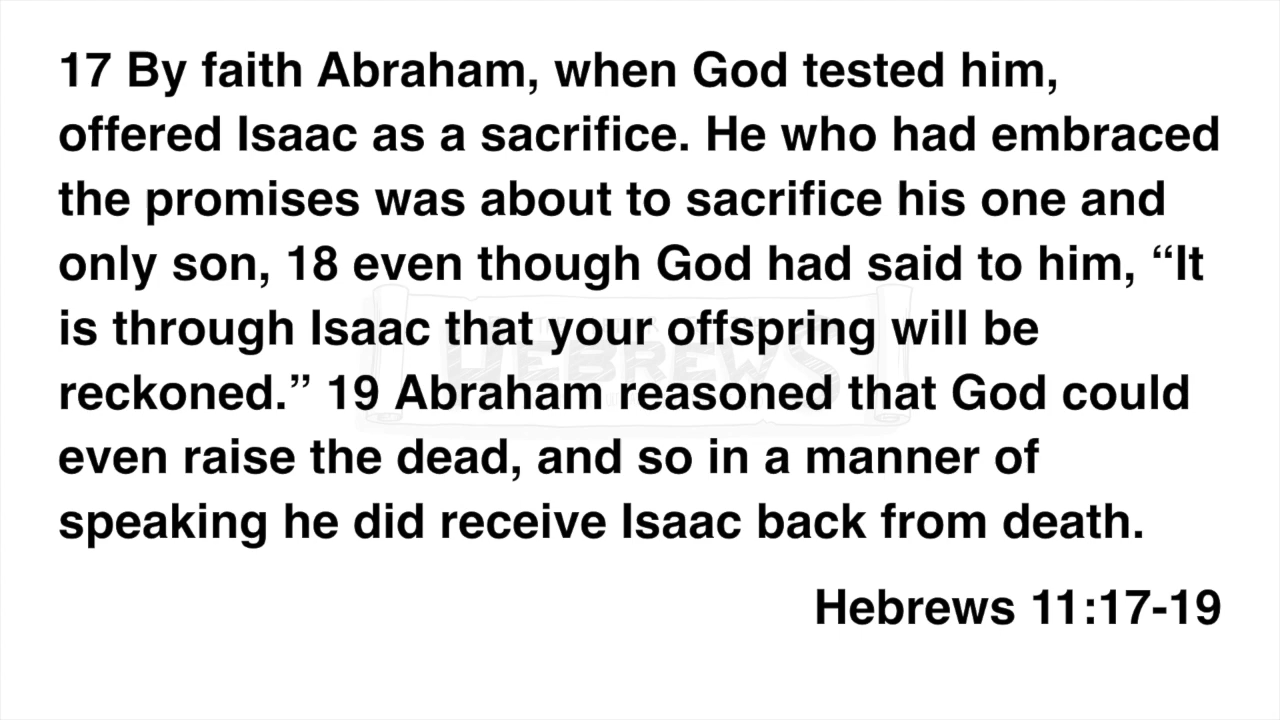 17 By faith Abraham, when God tested him,
offered Isaac as a sacrifice. He who had embraced
the promises was about to sacrifice his one and
only son, 18 even though God had said to him, “It
is through Isaac that your offspring will be
reckoned.” 19 Abraham reasoned that God could
even raise the dead, and so in a manner of
speaking he did receive Isaac back from death.
Hebrews 11:17-19
HEBREWS